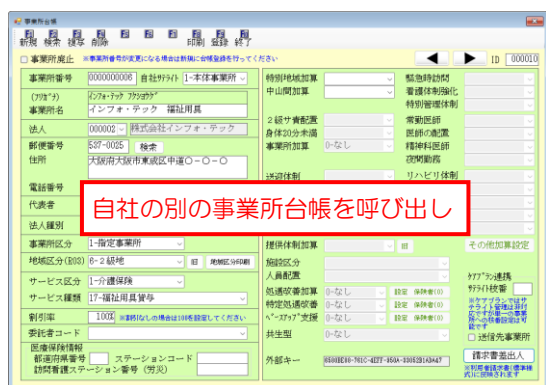 事業所台帳
新規 検索 複写 削除 印刷 登録 終了
事業所廃止 ※事業所番号が変更になる場合は新規に台帳登録を行ってください ID 000010
事業所番号 0000000006 自社サテライト 1-本体事業所
(フリガナ) インフォ・テック フクシヨウグ
事業所名 インフォ・テック 福祉用具
法人 000002 株式会社インフォ・テック
郵便番号 537-0025 検索
住所 大阪府大阪市東成区中道〇-〇-〇
電話番号
代表者
法人種別
事業所区分 1-指定事業所
地域区分(R03) 6-2級地 旧 地域区分印刷
サービス区分 1-介護保険
サービス種類 17-福祉用具貸与
割引率 100% ※割引なしの場合は100を設定してください
委託者コード
医療保険情報
都道府県番号 ステーションコード
訪問看護ステーション番号(労災)
特別地域加算 緊急時訪問
中山間加算 看護体制強化
特別管理体制
2級サ責配置 常勤医師
身体20分未満 医師の配置
事業所加算 0-なし 精神科医師
夜間勤務
送迎体制 リハビリ体制
自社の別の事業所台帳を呼び出し
提供体制加算 旧 その他加算設定
施設区分
人員配置
処遇改善加算 0-なし 設定 保険者(0)
特定処遇改善 0-なし 設定 保険者(0)
ベースアップ支援 0-なし 設定 保険者(0)
共生型 0-なし
外部キー
ケアプラン連携
サテライト枝番
送信先事業所
請求書差出人
※利用者請求書(標準様式)に反映されます